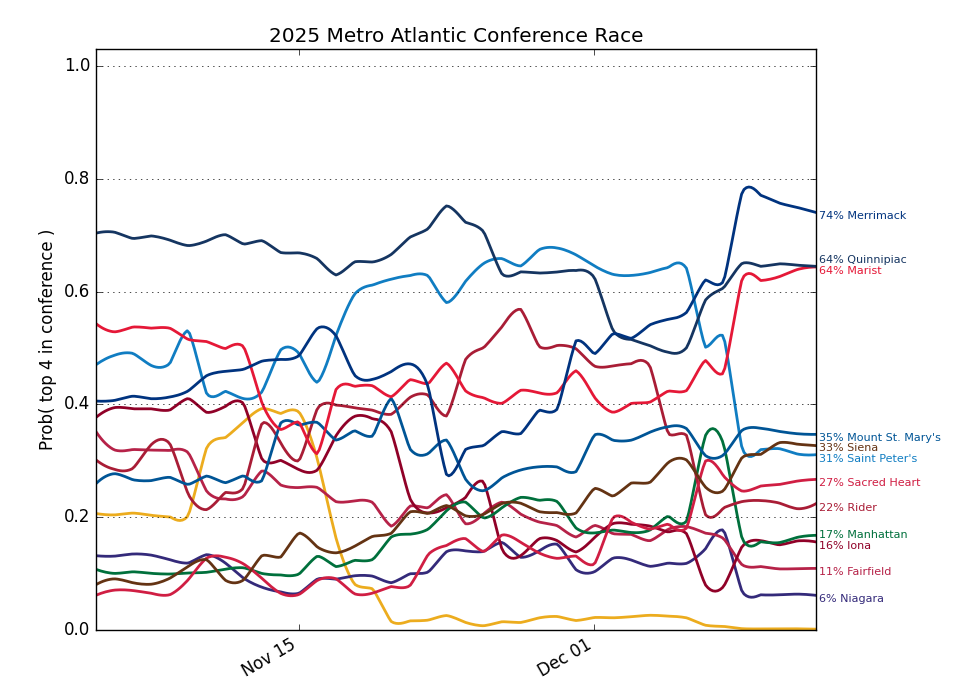 2025 Metro Atlantic Conference Race
1.0
0.8
0.6
0.4
0.2
0.0
Prob( top 4 in conference )
Nov 15
Dec 01
74% Merrimack
64% Quinnipiac
64% Marist
35% Mount St. Mary's
33% Siena
31% Saint Peter's
27% Sacred Heart
22% Rider
17% Manhattan
16% Iona
11% Fairfield
6% Niagara